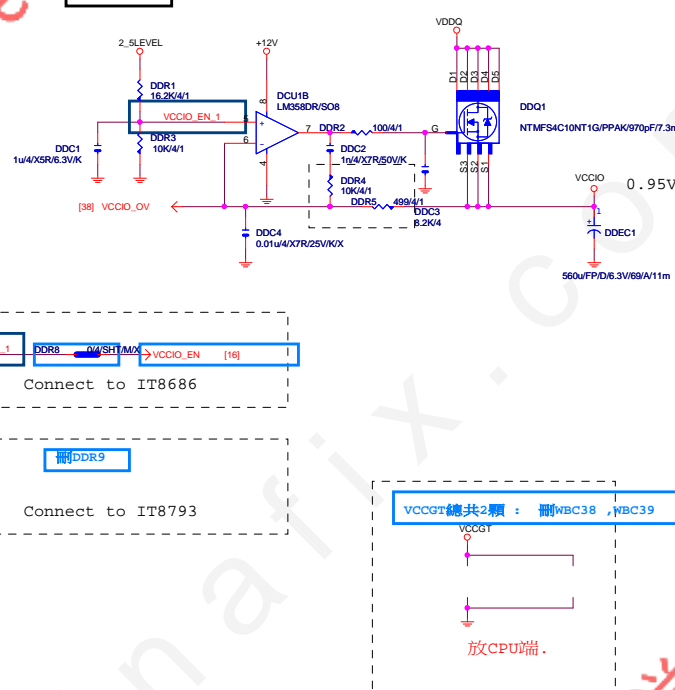 2_5LEVEL
+12V
VDDQ
DDR1
16.2K/4/1
VCCIO_EN_1
DDR3
10K/4/1
DDC1
1u/4/X5R/6.3V/K
8
5
6
7
4
+
-
DCU1B
LM358DR/SO8
DDR2
100/4/1
DDC2
1n/4/X7R/50V/K
DDR4
10K/4/1
DDR5
499/4/1
DDC3
8.2K/4
G
D1
D2
D3
D4
D5
S3
S2
S1
DDQ1
NTMFS4C10NT1G/PPAK/970pF/7.3m
[38] VCCIO_OV
DDC4
0.01u/4/X7R/25V/K/X
VCCIO
0.95V
1
+
DDEC1
560u/FP/D/6.3V/69/A/11m
_1
DDR8
0/4/SHT/M/X
VCCIO_EN [16]
Connect to IT8686
刪DDR9
Connect to IT8793
VCCGT總共2顆 : 刪WBC38 ,WBC39
VCCGT
放CPU端.
nafix.com